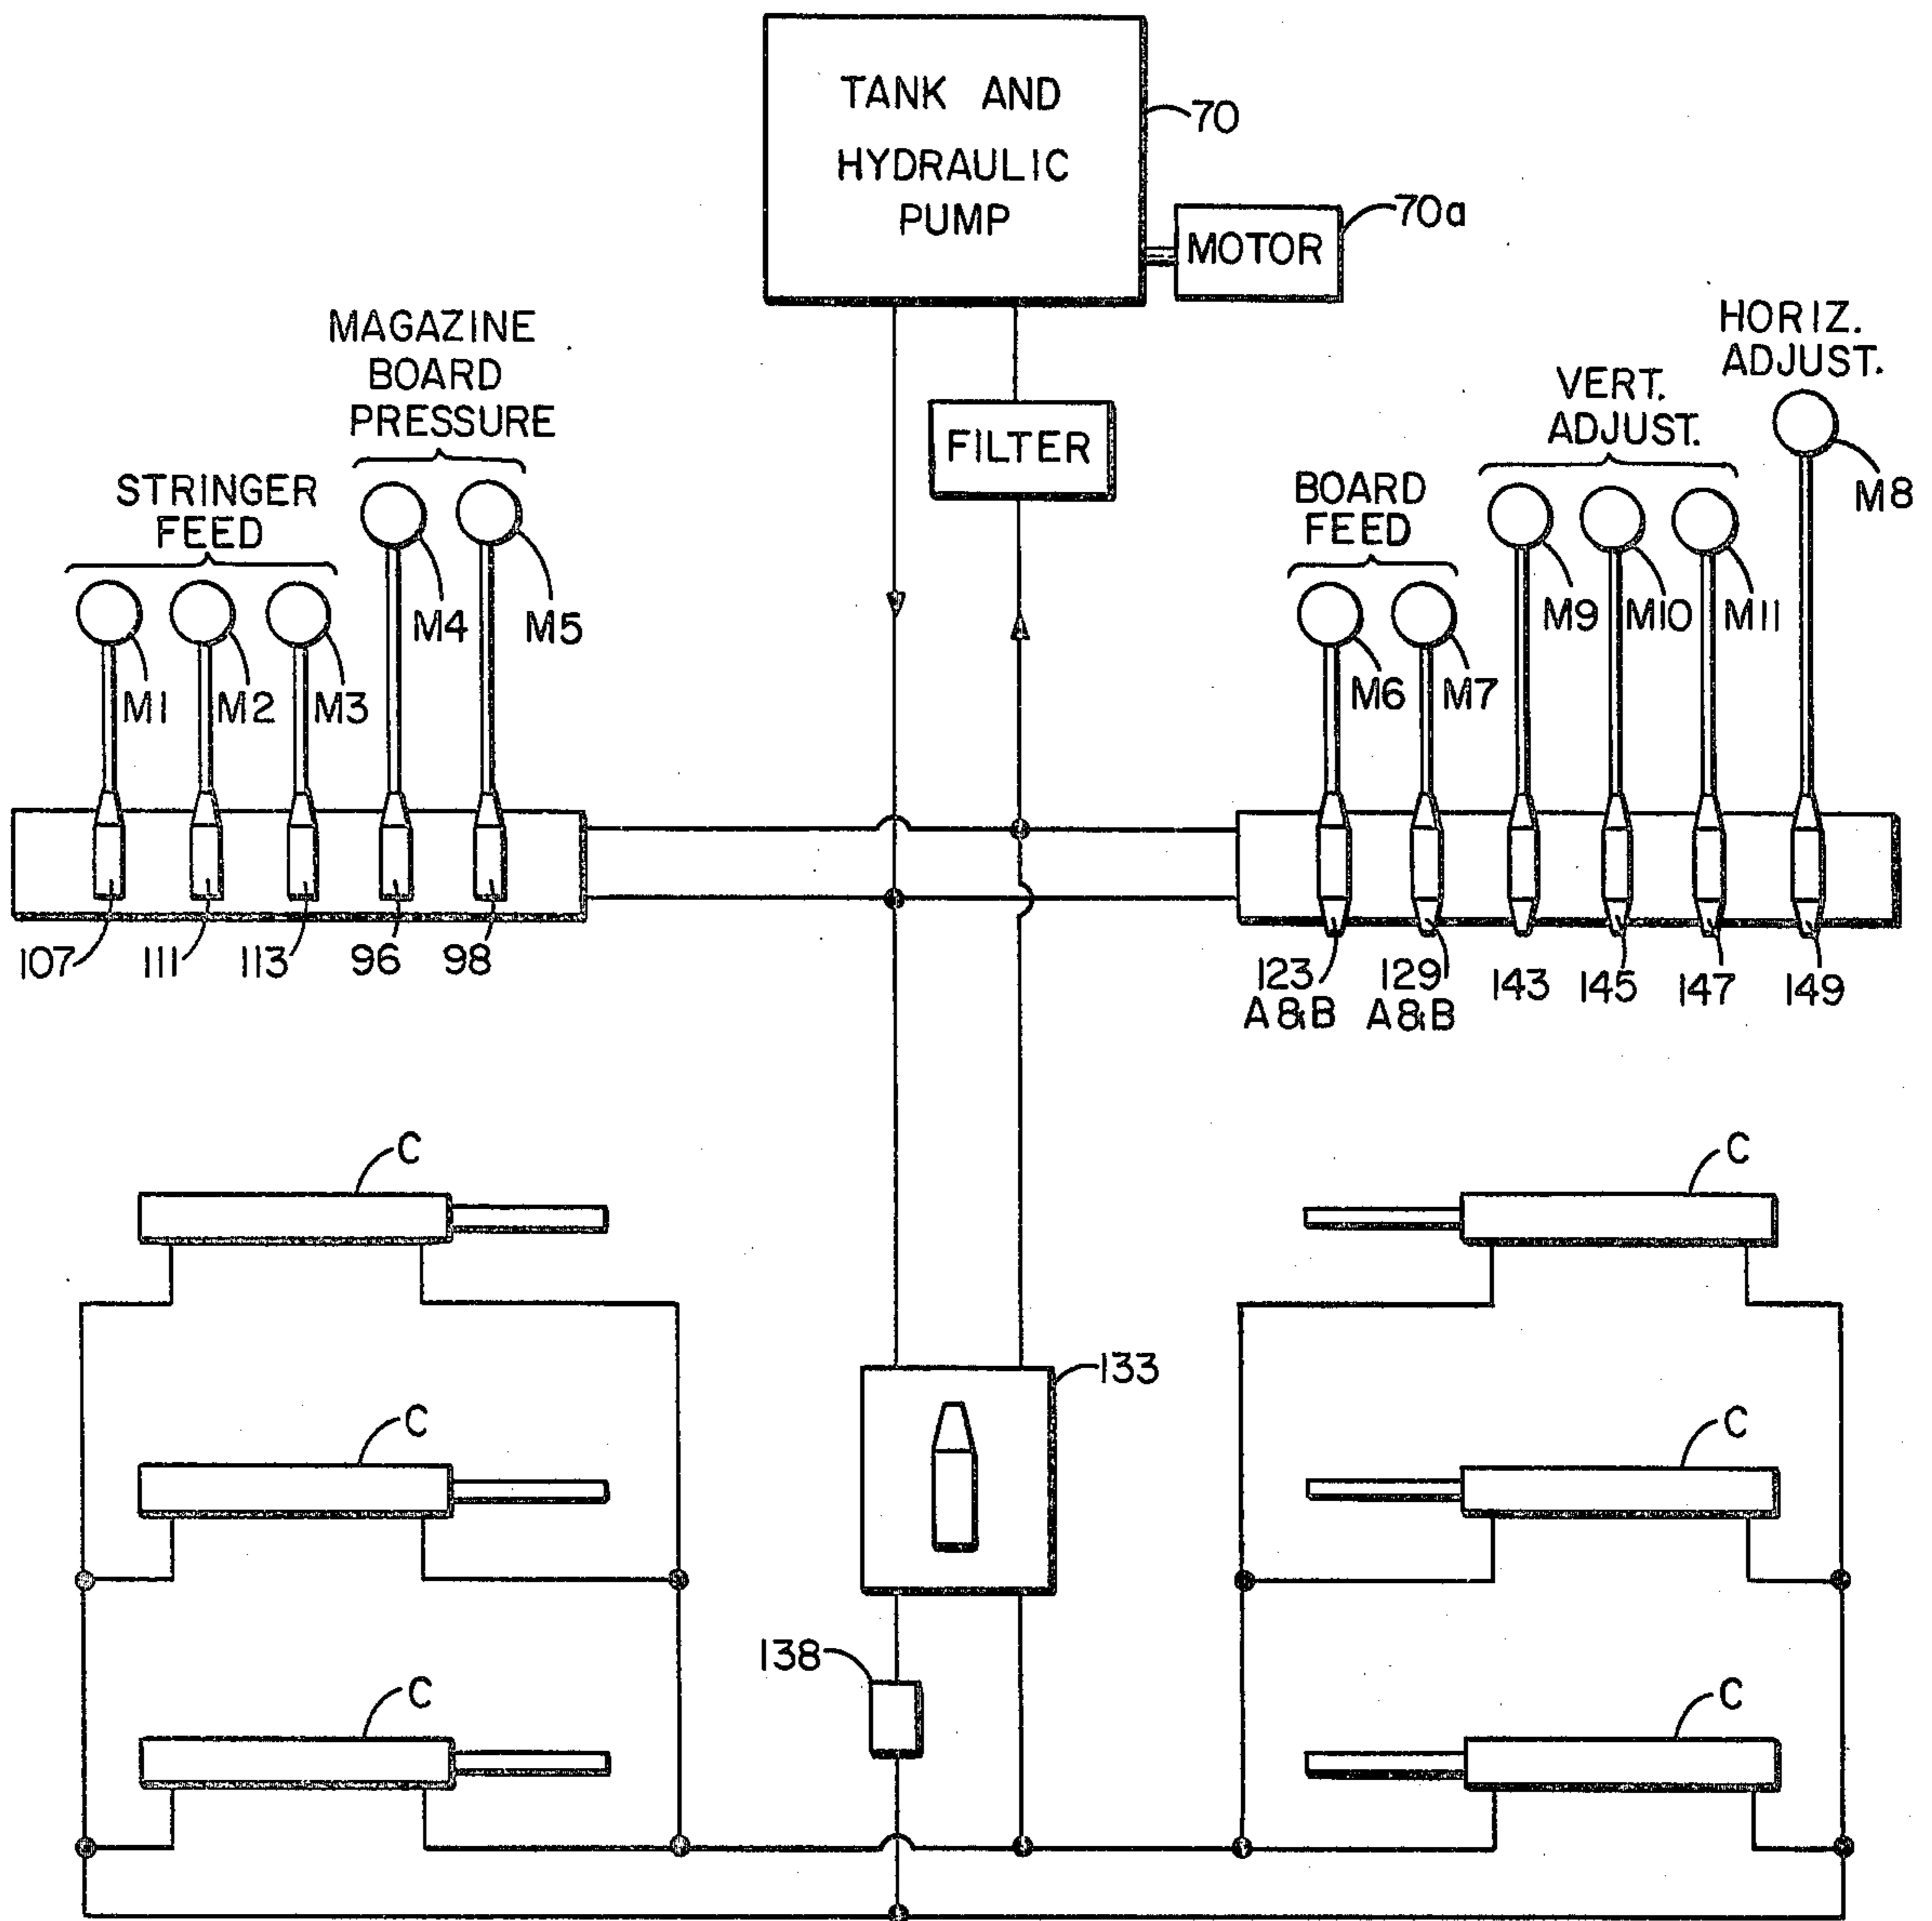 TANK AND
HYDRAULIC
PUMP
70
70a
MOTOR
FILTER
MAGAZINE
BOARD
PRESSURE
STRINGER
FEED
M1
M2
M3
M4
M5
HORIZ.
ADJUST.
VERT.
ADJUST.
BOARD
FEED
M6
M7
M9
M10
M11
M8
107
111
113
96
98
123
A&B
129
A&B
143
145
147
149
C
C
C
C
C
C
133
138